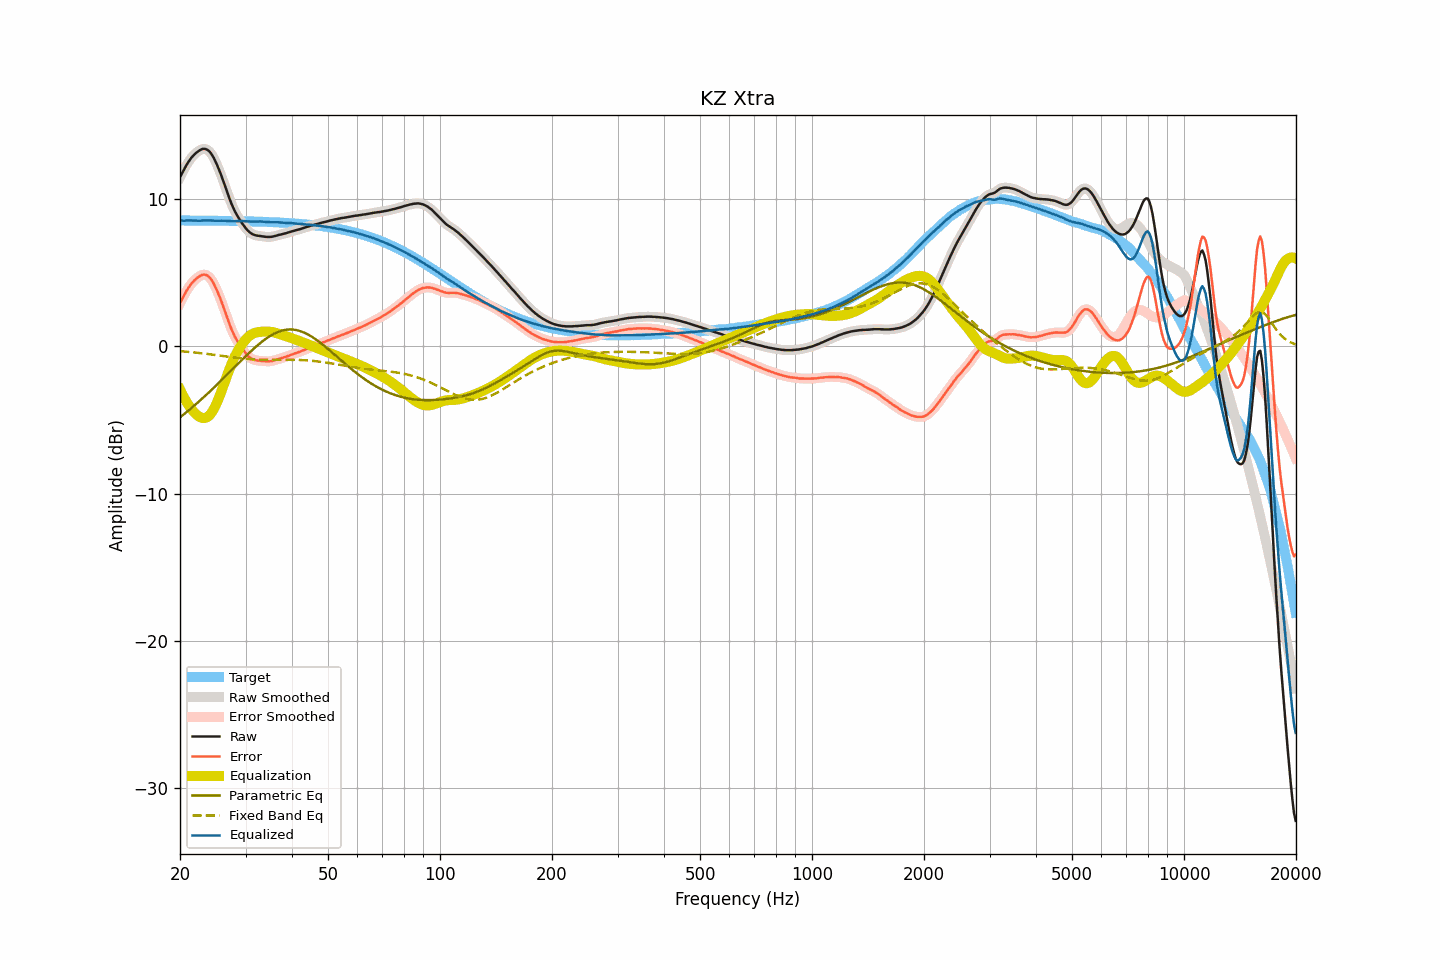 KZ Xtra
Amplitude (dBr)
10
0
−10
−20
−30
Target
Raw Smoothed
Error Smoothed
Raw
Error
Equalization
Parametric Eq
Fixed Band Eq
Equalized
20 50 100 200 500 1000 2000 5000 10000 20000
Frequency (Hz)